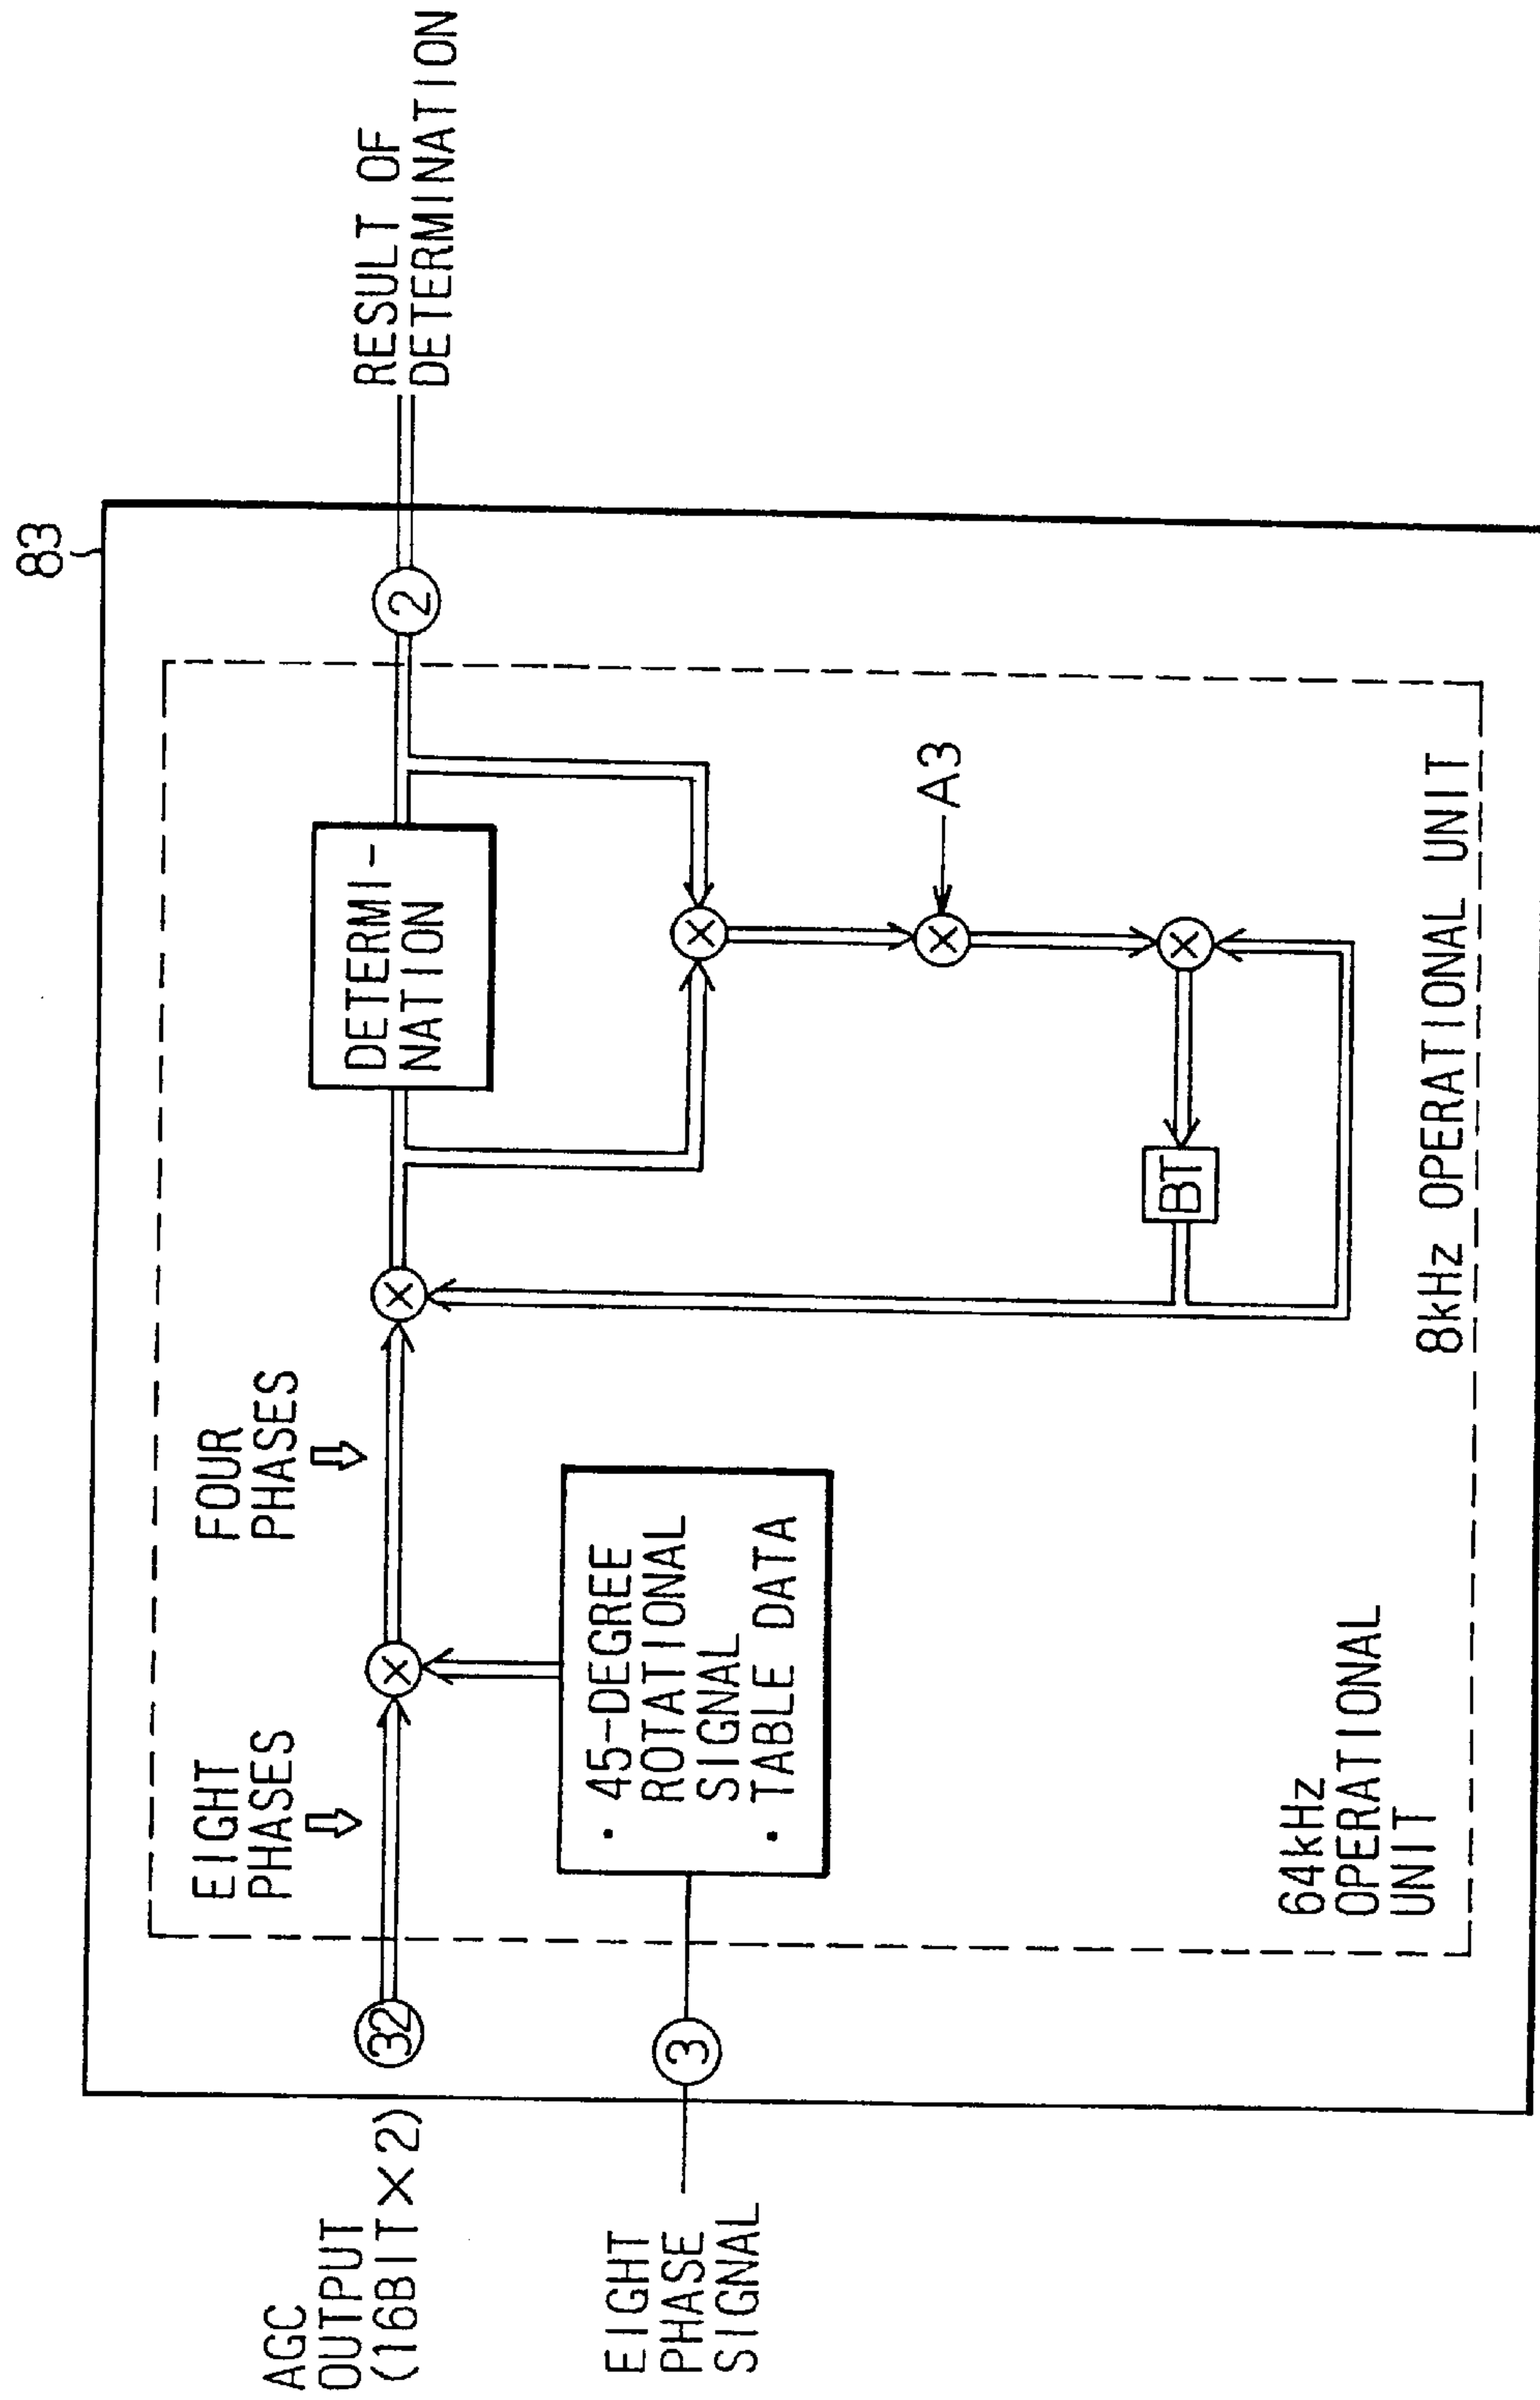 83
AGC
OUTPUT
(16BIT×2)
32
EIGHT
PHASES
FOUR
PHASES
DETERMI-
NATION
2
RESULT OF
DETERMINATION
EIGHT
PHASE
SIGNAL
3
• 45-DEGREE
ROTATIONAL
SIGNAL
• TABLE DATA
A3
BT
64kHz
OPERATIONAL
UNIT
8kHz OPERATIONAL UNIT